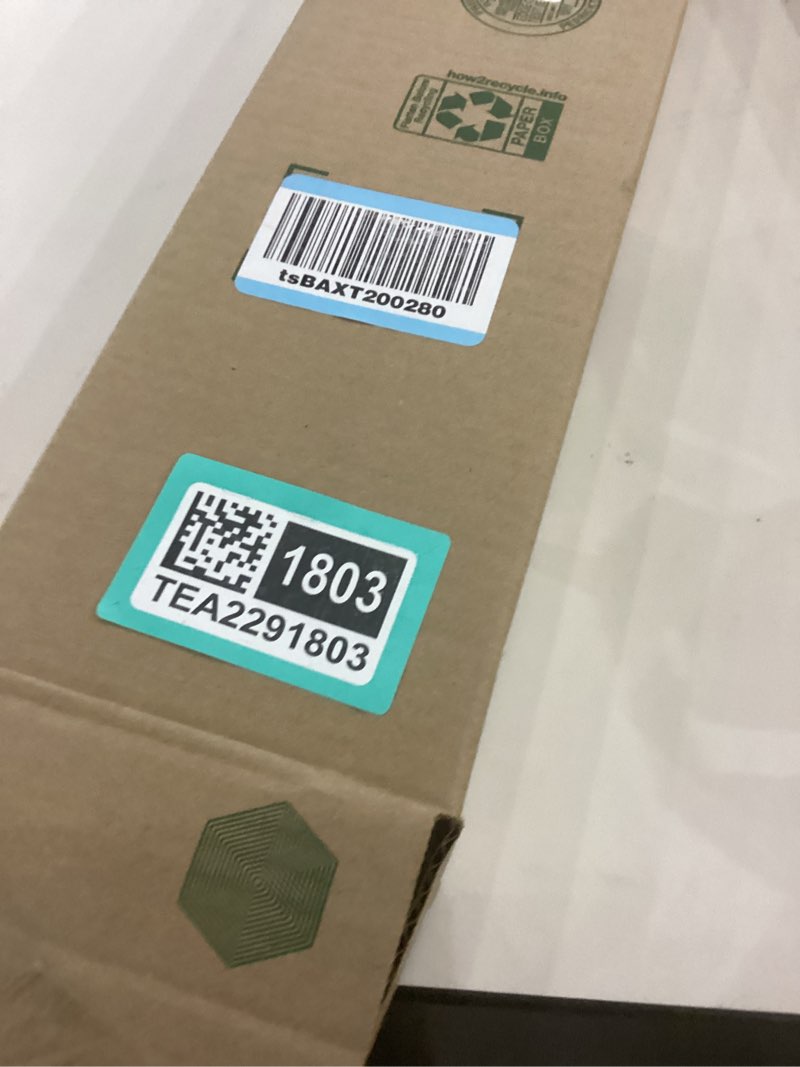 how2recycle.info
PAPER
BOX
tsBAXT200280
1803
TEA2291803